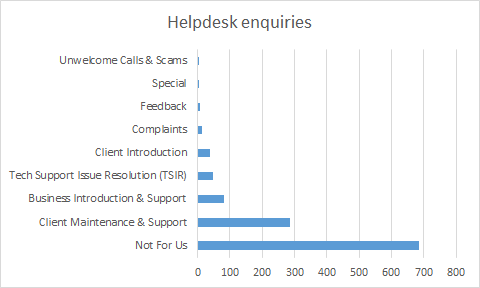 Helpdesk enquiries
Unwelcome Calls & Scams
Special
Feedback
Complaints
Client Introduction
Tech Support Issue Resolution (TSIR)
Business Introduction & Support
Client Maintenance & Support
Not For Us
0 100 200 300 400 500 600 700 800